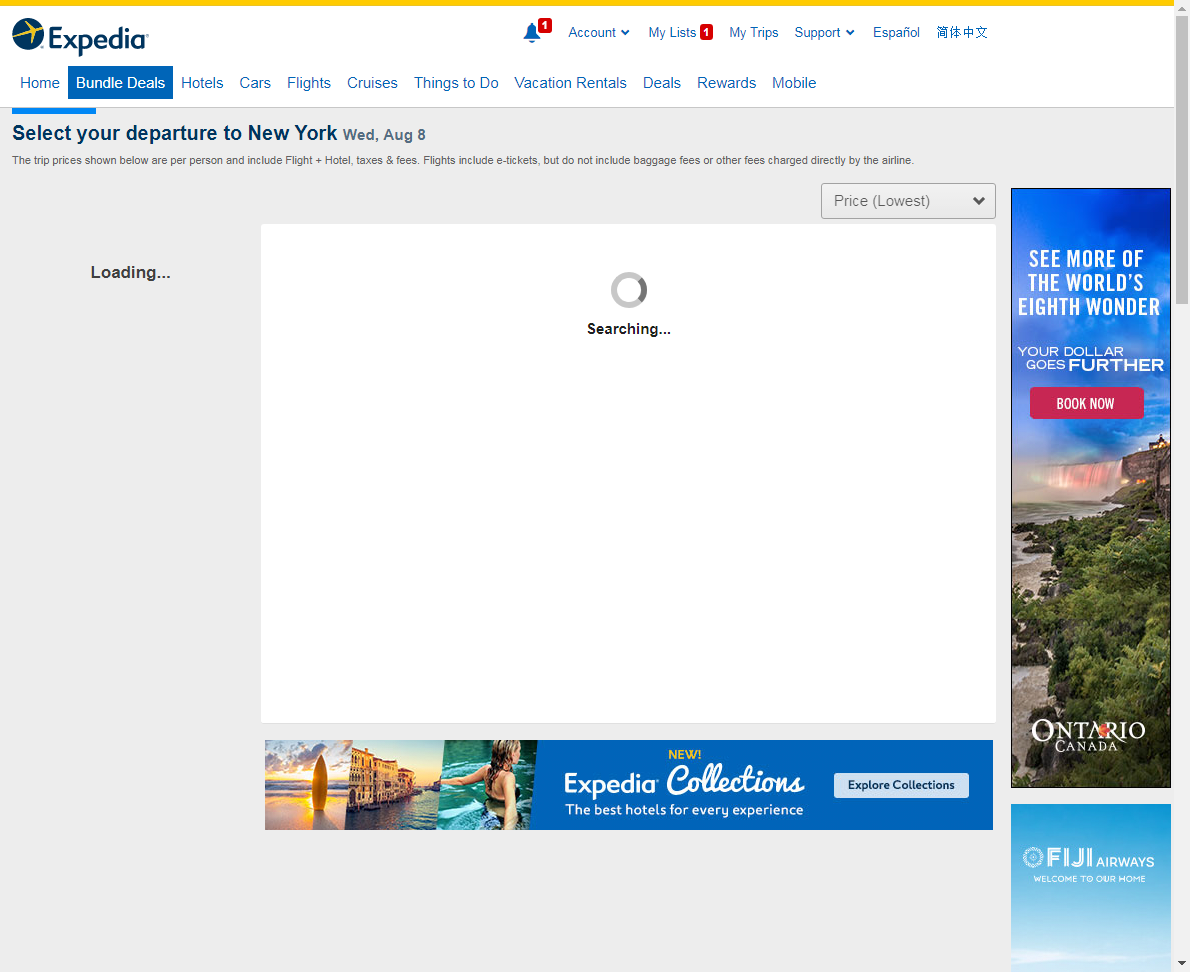 Expedia
1
Account
My Lists 1
My Trips
Support
Español
简体中文
Home
Bundle Deals
Hotels
Cars
Flights
Cruises
Things to Do
Vacation Rentals
Deals
Rewards
Mobile
Select your departure to New York Wed, Aug 8
The trip prices shown below are per person and include Flight + Hotel, taxes & fees. Flights include e-tickets, but do not include baggage fees or other fees charged directly by the airline.
Price (Lowest)
Loading...
Searching...
SEE MORE OF
THE WORLD'S
EIGHTH WONDER
YOUR DOLLAR
GOES FURTHER
BOOK NOW
ONTARIO
CANADA
NEW!
Expedia Collections
The best hotels for every experience
Explore Collections
FIJI AIRWAYS
WELCOME TO OUR HOME